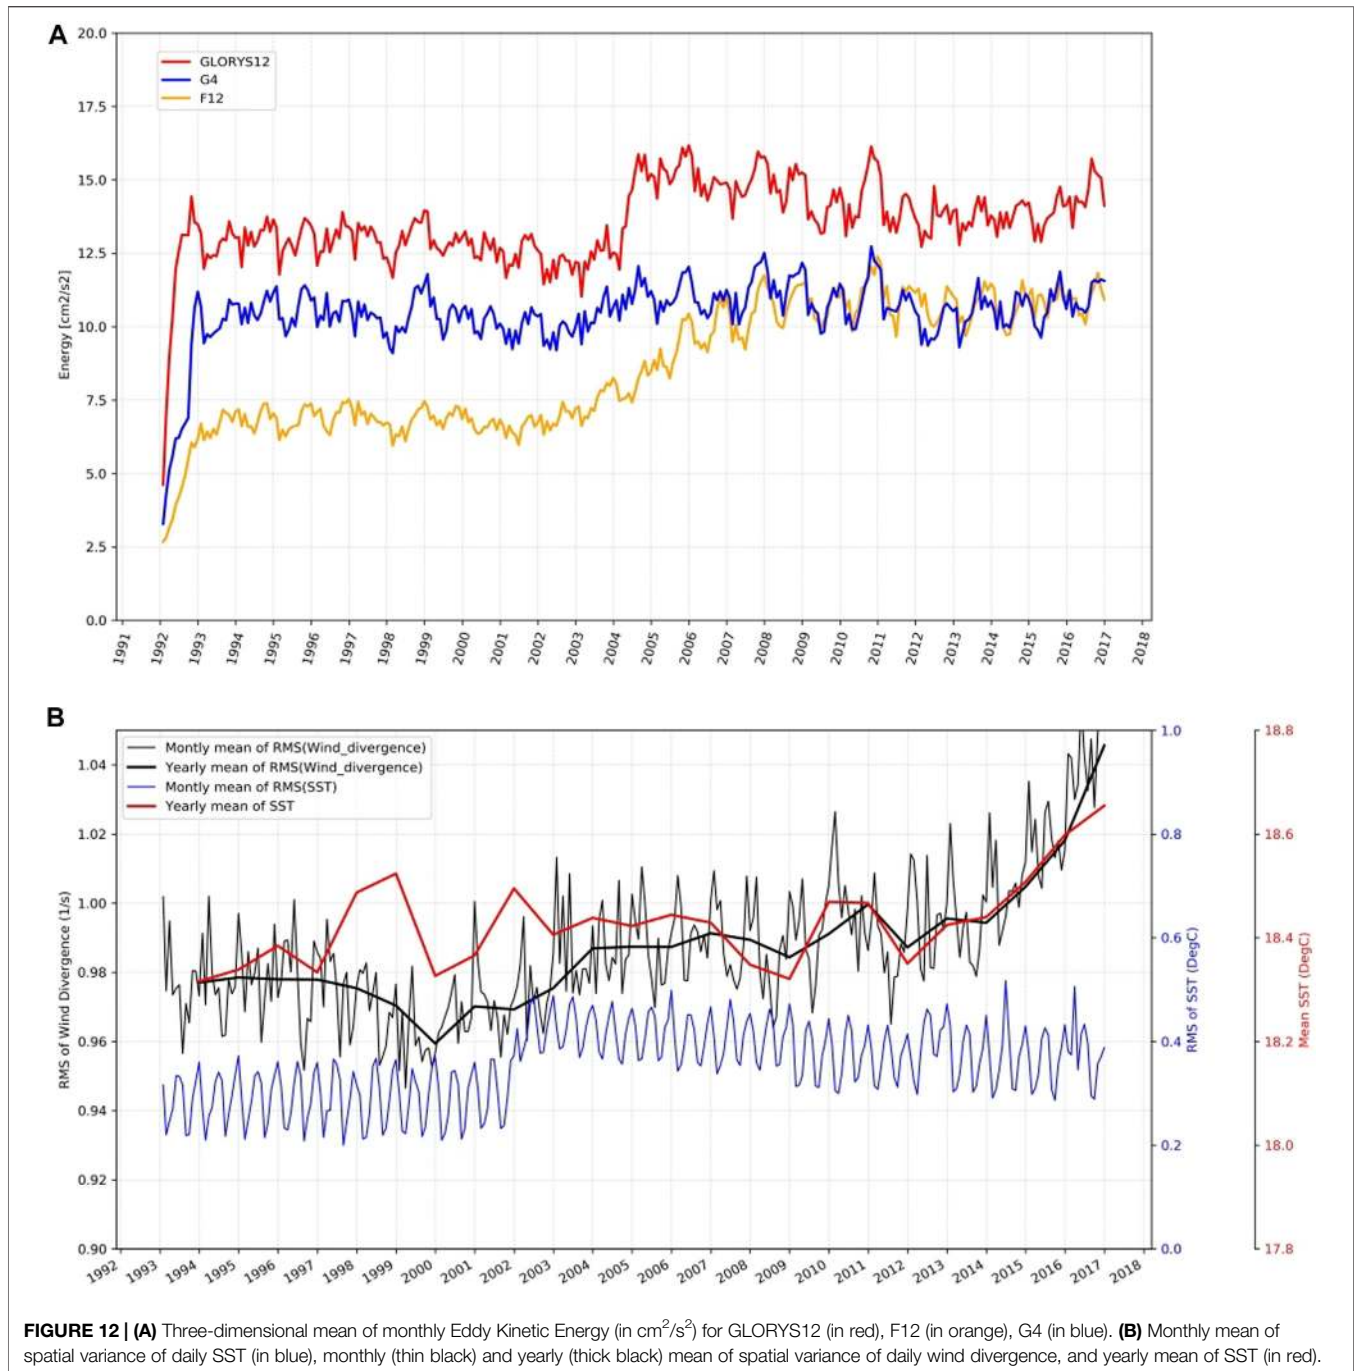 A
20.0
17.5
15.0
12.5
10.0
7.5
5.0
2.5
0.0
Energy [cm2/s2]
GLORYS12
G4
F12
1991 1992 1993 1994 1995 1996 1997 1998 1999 2000 2001 2002 2003 2004 2005 2006 2007 2008 2009 2010 2011 2012 2013 2014 2015 2016 2017 2018
B
Montly mean of RMS(Wind_divergence)
Yearly mean of RMS(Wind_divergence)
Montly mean of RMS(SST)
Yearly mean of SST
1.04
1.02
1.00
0.98
0.96
0.94
0.92
0.90
RMS of Wind Divergence (1/s)
1.0
0.8
0.6
0.4
0.2
0.0
RMS of SST (DegC)
18.8
18.6
18.4
18.2
18.0
17.8
Mean SST (DegC)
1992 1993 1994 1995 1996 1997 1998 1999 2000 2001 2002 2003 2004 2005 2006 2007 2008 2009 2010 2011 2012 2013 2014 2015 2016 2017 2018
FIGURE 12 | (A) Three-dimensional mean of monthly Eddy Kinetic Energy (in cm²/s²) for GLORYS12 (in red), F12 (in orange), G4 (in blue). (B) Monthly mean of
spatial variance of daily SST (in blue), monthly (thin black) and yearly (thick black) mean of spatial variance of daily wind divergence, and yearly mean of SST (in red).